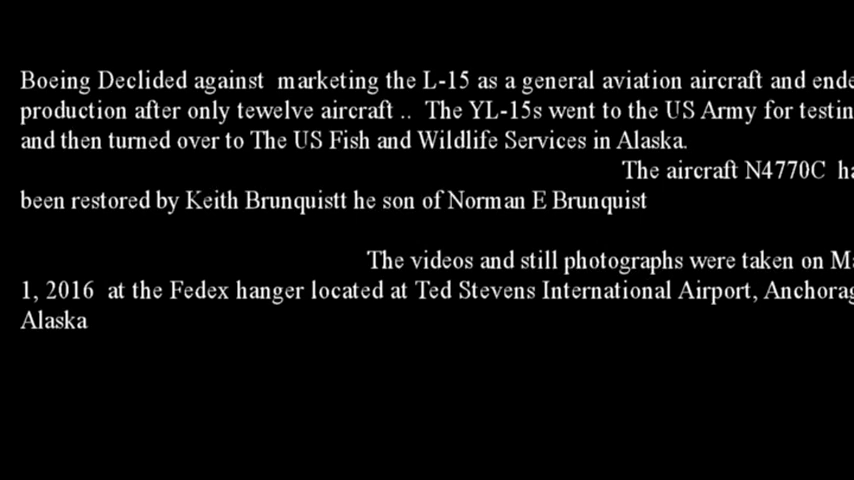 Boeing Declided against  marketing the L-15 as a general aviation aircraft and ende
production after only tewelve aircraft ..  The YL-15s went to the US Army for testin
and then turned over to The US Fish and Wildlife Services in Alaska.
The aircraft N4770C  ha
been restored by Keith Brunquistt he son of Norman E Brunquist
The videos and still photographs were taken on Ma
1, 2016  at the Fedex hanger located at Ted Stevens International Airport, Anchorag
Alaska